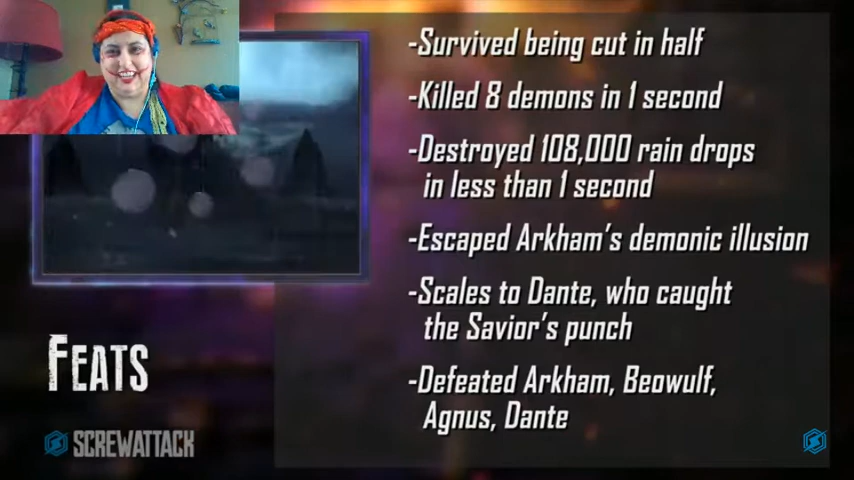 -Survived being cut in half
-Killed 8 demons in 1 second
-Destroyed 108,000 rain drops
in less than 1 second
-Escaped Arkham's demonic illusion
-Scales to Dante, who caught
the Savior's punch
-Defeated Arkham, Beowulf,
Agnus, Dante
FEATS
SCREWATTACK